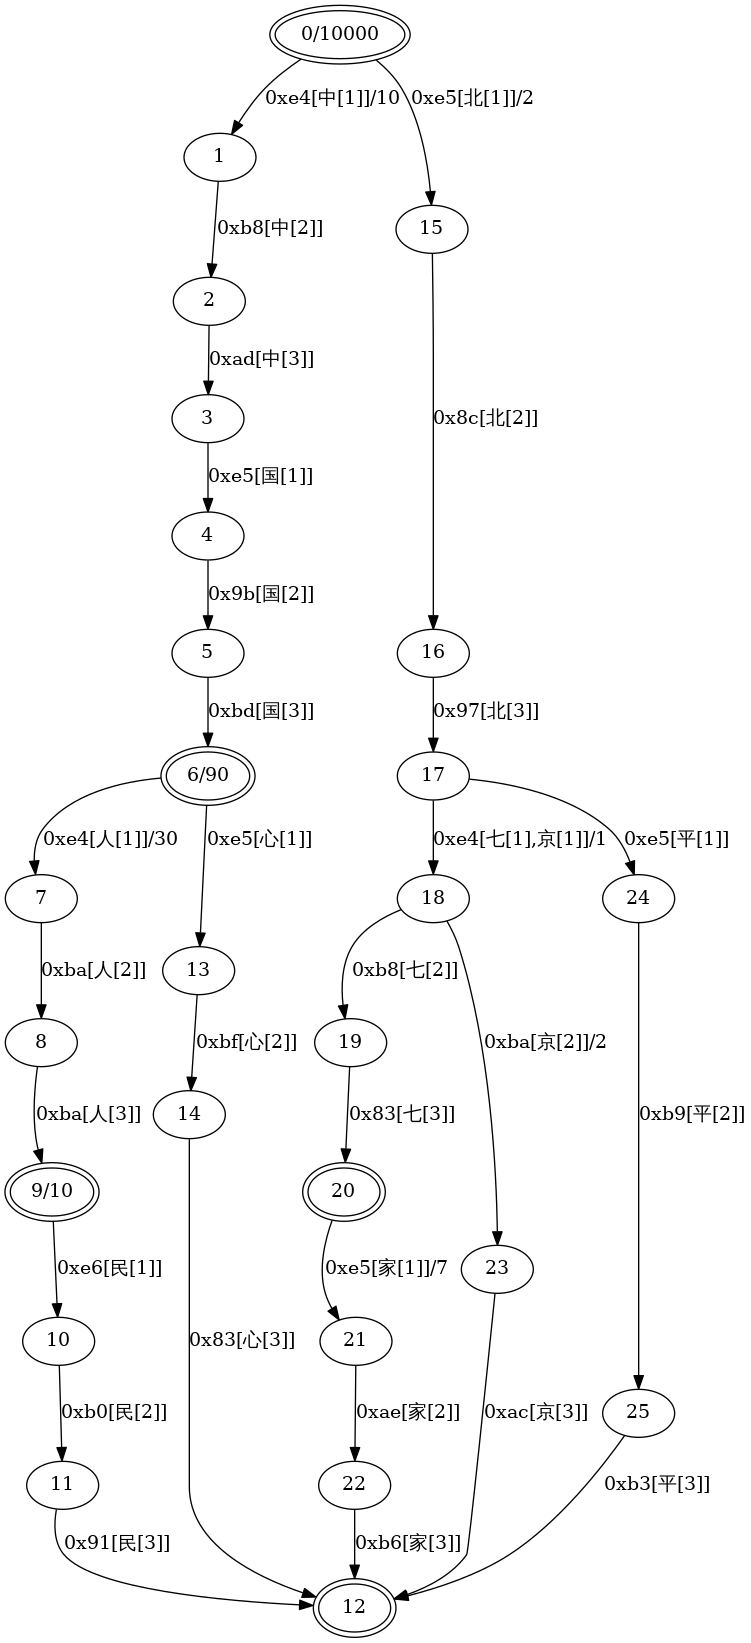 0/10000
0xe4[中[1]]/10 0xe5[北[1]]/2
1
15
0xb8[中[2]]
2
0xad[中[3]]
3
0x8c[北[2]]
0xe5[国[1]]
4
0x9b[国[2]]
5 16
0xbd[国[3]] 0x97[北[3]]
6/90 17
0xe4[人[1]]/30 0xe5[心[1]] 0xe4[七[1],京[1]]/1 0xe5[平[1]]
7 18 24
0xba[人[2]] 13 0xb8[七[2]]
8 0xbf[心[2]] 19 0xba[京[2]]/2
0xba[人[3]] 14 0x83[七[3]] 0xb9[平[2]]
9/10 20
0xe6[民[1]] 0xe5[家[1]]/7 23
10 0x83[心[3]] 21
0xb0[民[2]] 0xae[家[2]] 0xac[京[3]] 25
11 22 0xb3[平[3]]
0x91[民[3]] 0xb6[家[3]]
12